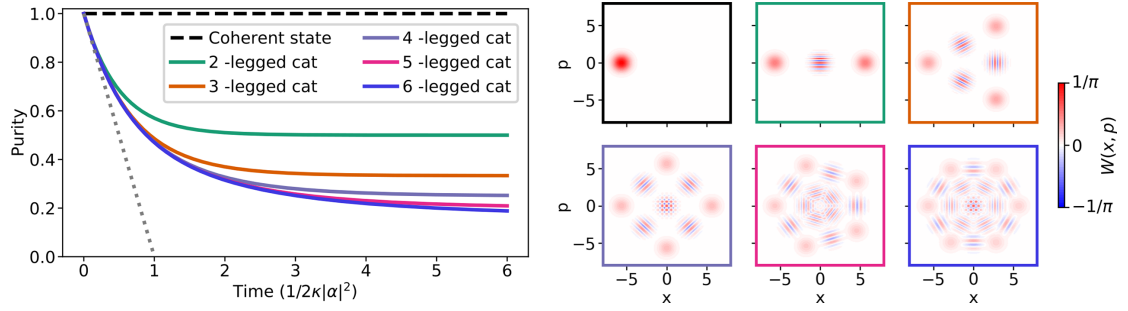 1.0
0.8
0.6
0.4
0.2
0.0
Purity
Coherent state
2 -legged cat
3 -legged cat
4 -legged cat
5 -legged cat
6 -legged cat
0 1 2 3 4 5 6
Time (1/2κ|α|²)
5
0
−5
p
5
0
−5
p
−5 0 5
x
−5 0 5
x
−5 0 5
x
1/π
0
−1/π
W(x, p)